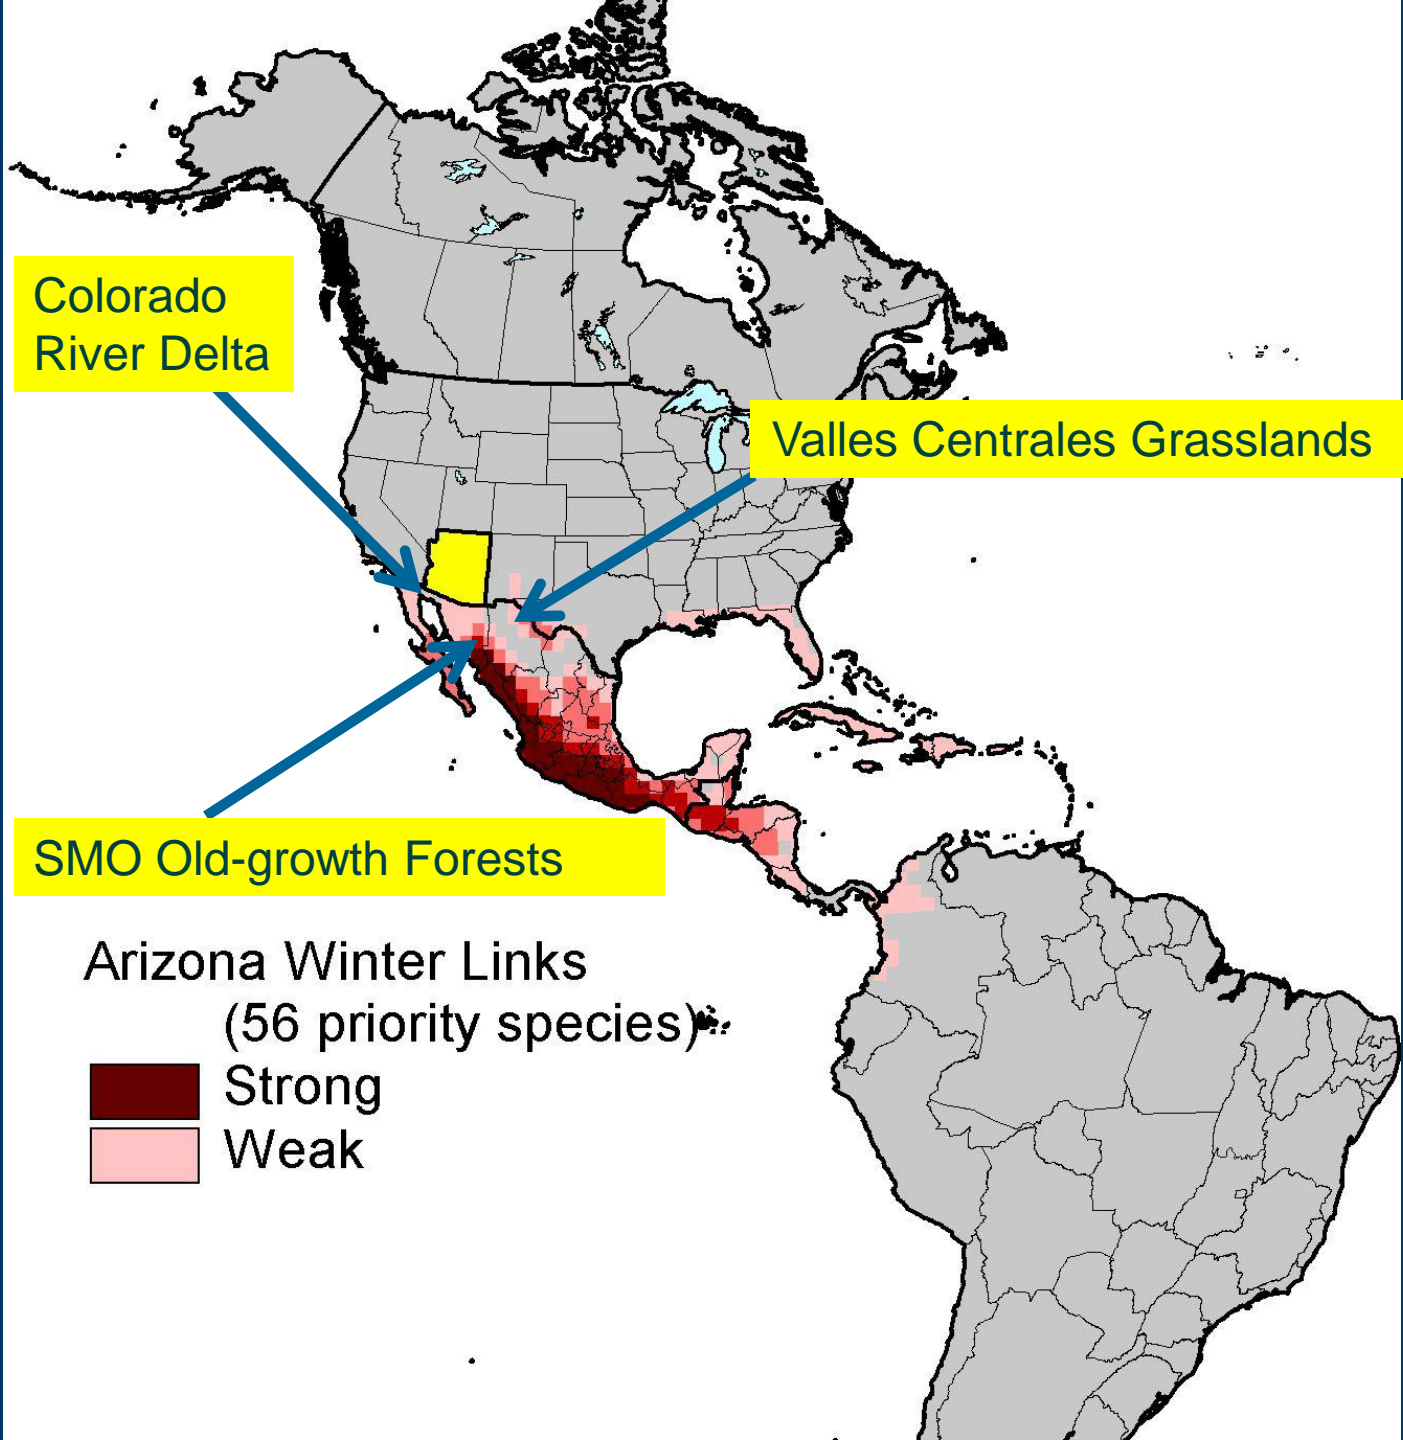 Colorado
River Delta
Valles Centrales Grasslands
SMO Old-growth Forests
Arizona Winter Links
(56 priority species)
Strong
Weak